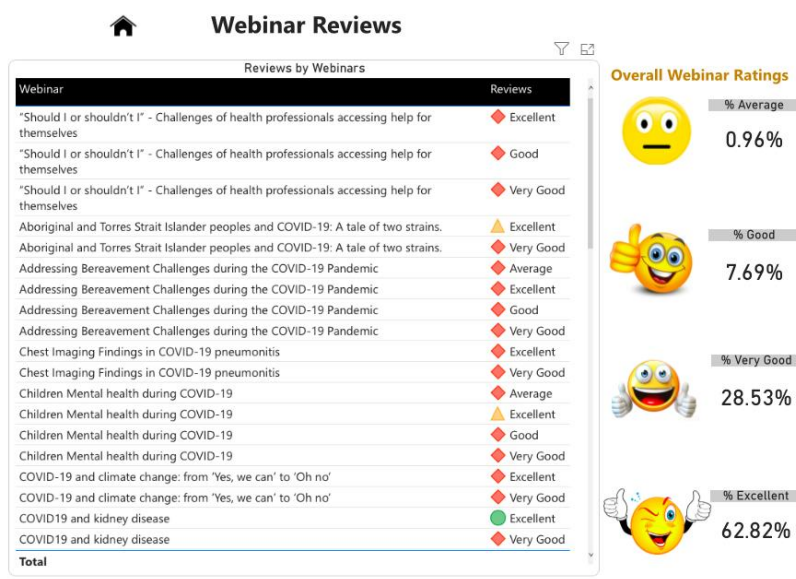 Webinar Reviews
Reviews by Webinars
Webinar Reviews
"Should I or shouldn't I" - Challenges of health professionals accessing help for
themselves
Excellent
"Should I or shouldn't I" - Challenges of health professionals accessing help for
themselves
Good
"Should I or shouldn't I" - Challenges of health professionals accessing help for
themselves
Very Good
Aboriginal and Torres Strait Islander peoples and COVID-19: A tale of two strains. Excellent
Aboriginal and Torres Strait Islander peoples and COVID-19: A tale of two strains. Very Good
Addressing Bereavement Challenges during the COVID-19 Pandemic Average
Addressing Bereavement Challenges during the COVID-19 Pandemic Excellent
Addressing Bereavement Challenges during the COVID-19 Pandemic Good
Addressing Bereavement Challenges during the COVID-19 Pandemic Very Good
Chest Imaging Findings in COVID-19 pneumonitis Excellent
Chest Imaging Findings in COVID-19 pneumonitis Very Good
Children Mental health during COVID-19 Average
Children Mental health during COVID-19 Excellent
Children Mental health during COVID-19 Good
Children Mental health during COVID-19 Very Good
COVID-19 and climate change: from 'Yes, we can' to 'Oh no' Excellent
COVID-19 and climate change: from 'Yes, we can' to 'Oh no' Very Good
COVID19 and kidney disease Excellent
COVID19 and kidney disease Very Good
Total
Overall Webinar Ratings
% Average
0.96%
% Good
7.69%
% Very Good
28.53%
% Excellent
62.82%